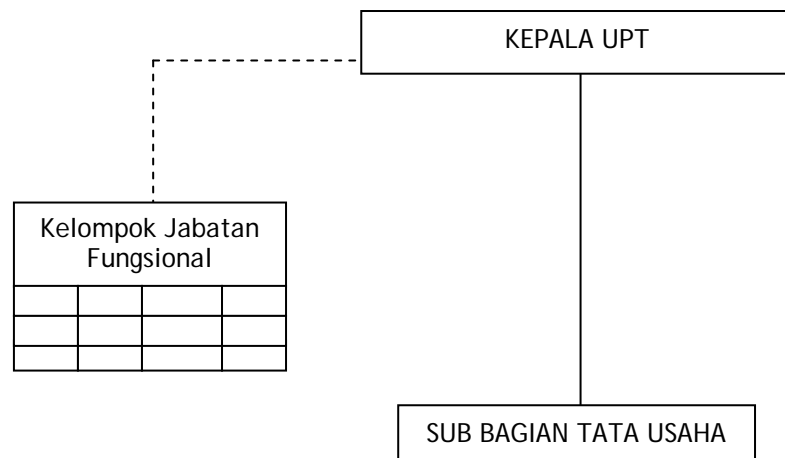 KEPALA UPT
Kelompok Jabatan
Fungsional
SUB BAGIAN TATA USAHA